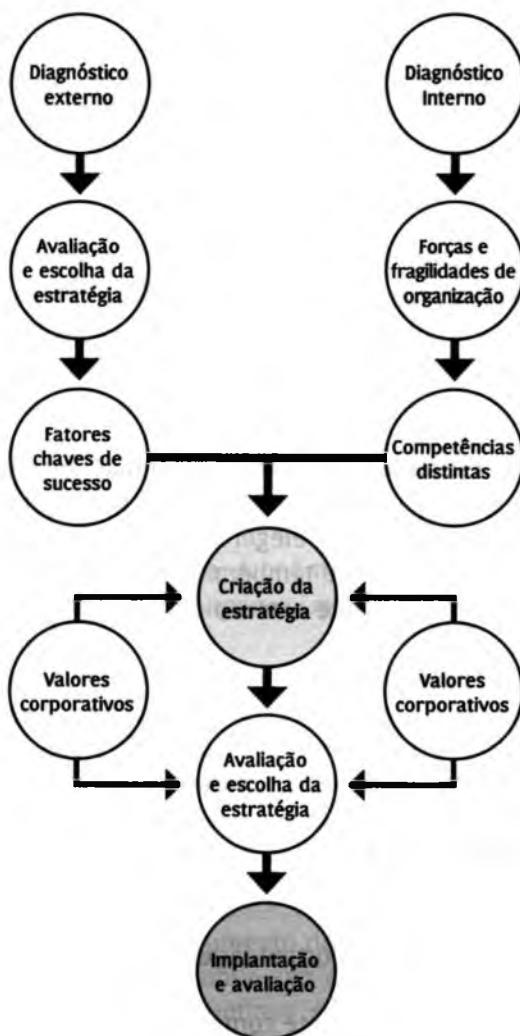 Diagnóstico
externo
Diagnóstico
Interno
Avaliação
e escolha da
estratégia
Forças e
fragilidades de
organização
Fatores
chaves de
sucesso
Competências
distintas
Criação da
estratégia
Valores
corporativos
Valores
corporativos
Avaliação
e escolha da
estratégia
Implantação
e avaliação